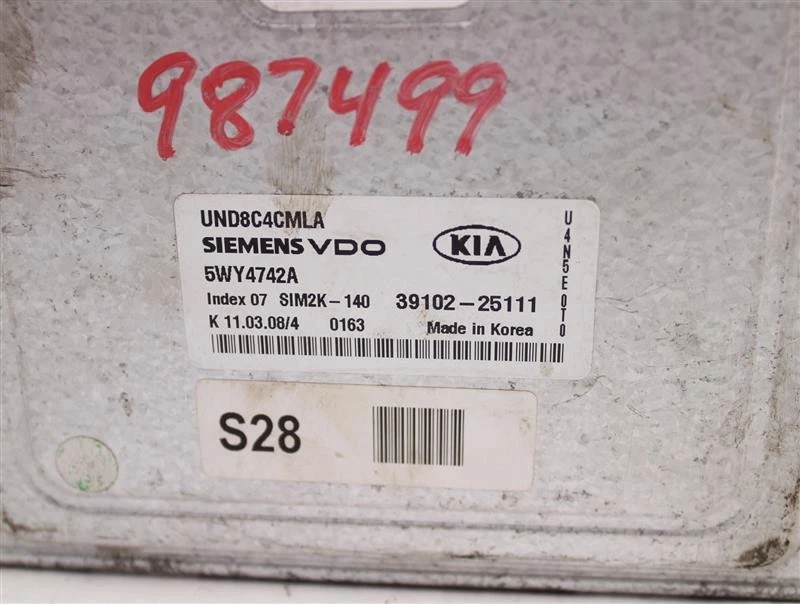 987499
UND8C4CMLA
SIEMENS VDO KIA
5WY4742A
Index 07 SIM2K-140 39102-25111
K 11.03.08/4 0163 Made in Korea
U4N5E0T0
S28